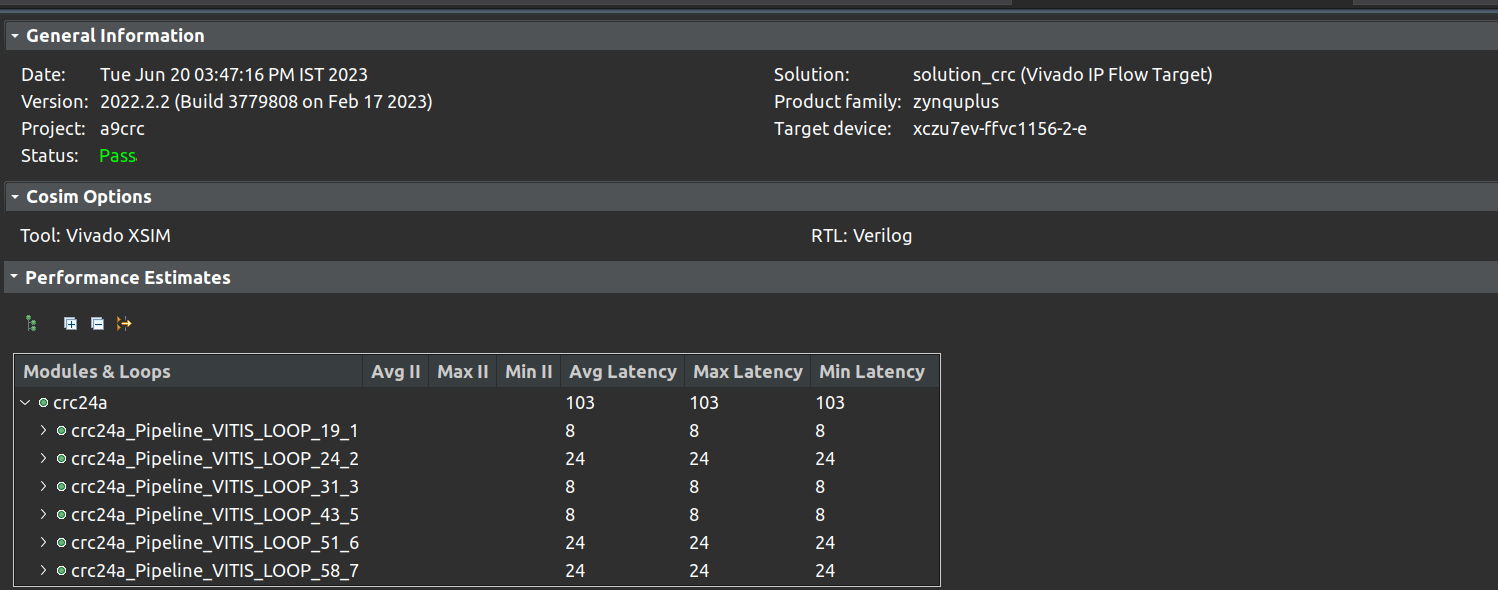 General Information
Date: Tue Jun 20 03:47:16 PM IST 2023 Solution: solution_crc (Vivado IP Flow Target)
Version: 2022.2.2 (Build 3779808 on Feb 17 2023) Product family: zynquplus
Project: a9crc Target device: xczu7ev-ffvc1156-2-e
Status: Pass
Cosim Options
Tool: Vivado XSIM RTL: Verilog
Performance Estimates
Modules & Loops Avg II Max II Min II Avg Latency Max Latency Min Latency
crc24a 103 103 103
crc24a_Pipeline_VITIS_LOOP_19_1 8 8 8
crc24a_Pipeline_VITIS_LOOP_24_2 24 24 24
crc24a_Pipeline_VITIS_LOOP_31_3 8 8 8
crc24a_Pipeline_VITIS_LOOP_43_5 8 8 8
crc24a_Pipeline_VITIS_LOOP_51_6 24 24 24
crc24a_Pipeline_VITIS_LOOP_58_7 24 24 24